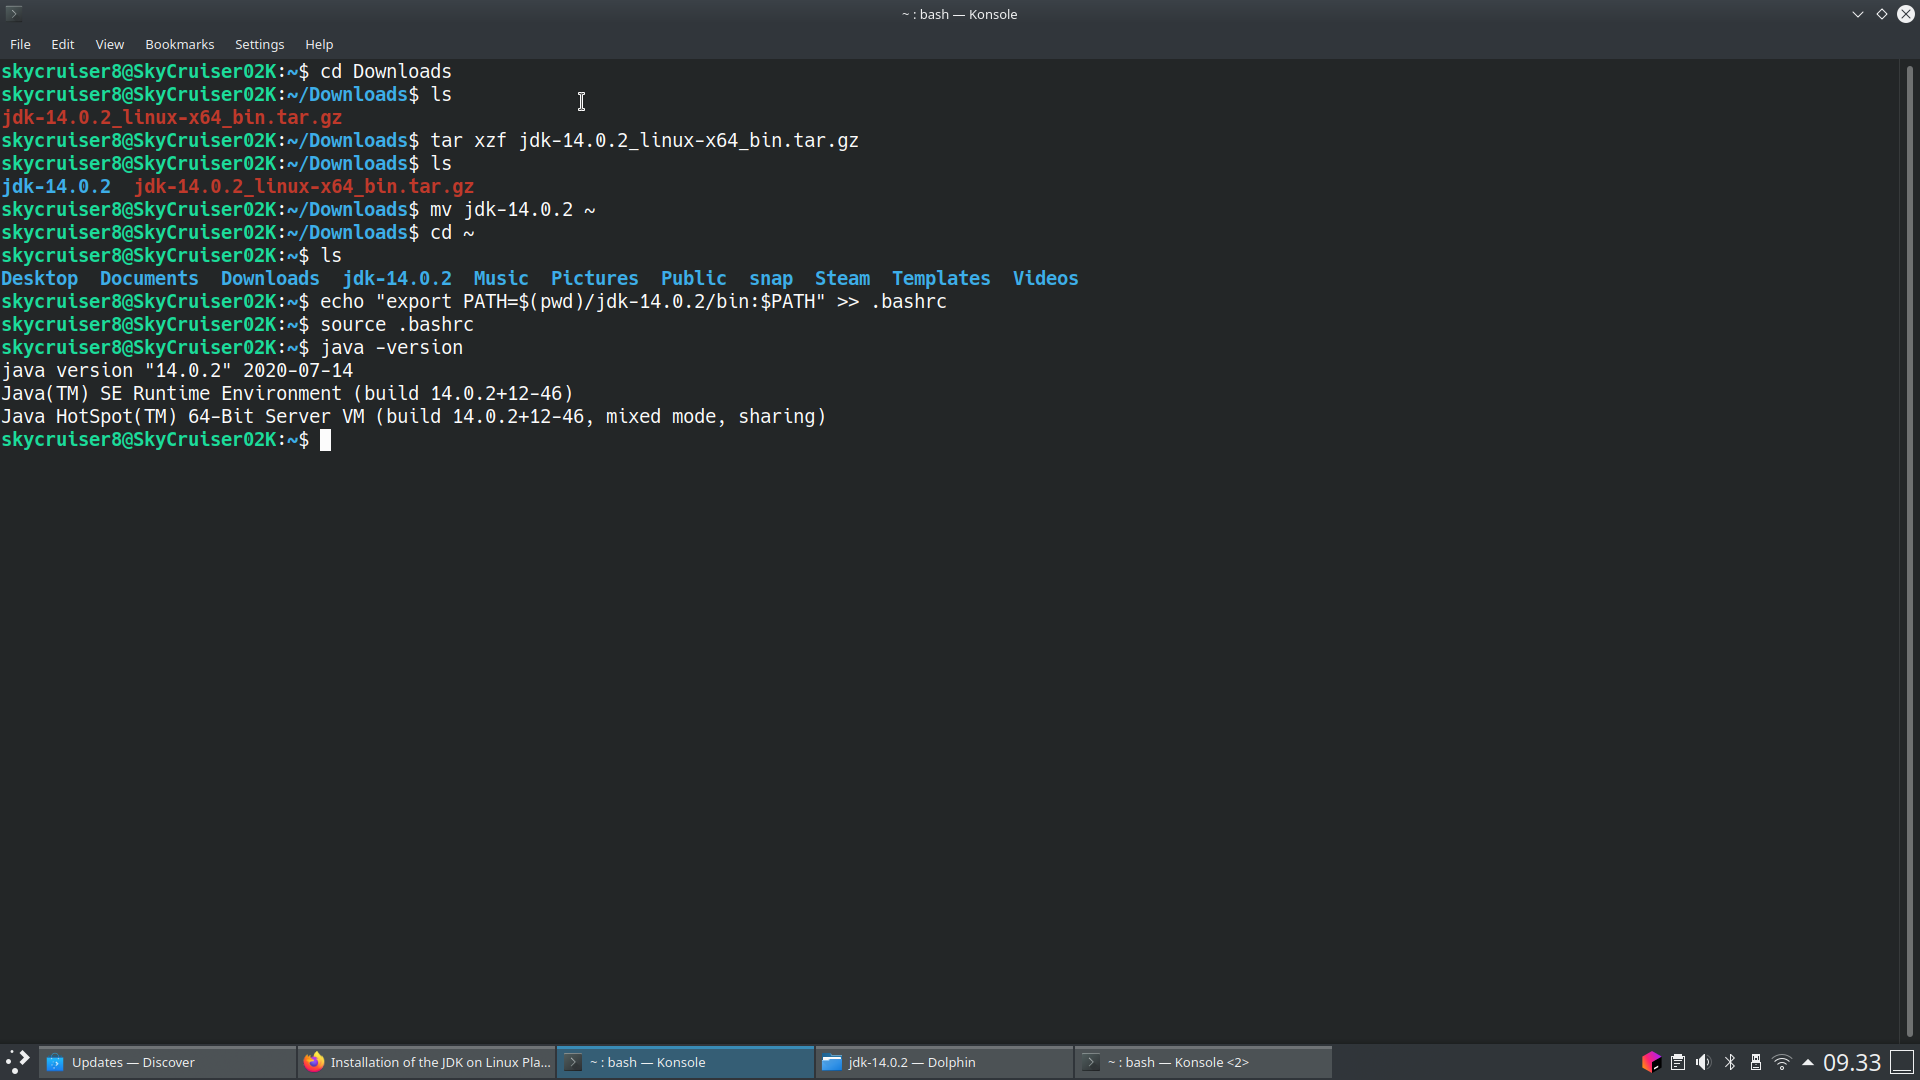 ~ : bash — Konsole
File Edit View Bookmarks Settings Help
skycruiser8@SkyCruiser02K:~$ cd Downloads
skycruiser8@SkyCruiser02K:~/Downloads$ ls
jdk-14.0.2_linux-x64_bin.tar.gz
skycruiser8@SkyCruiser02K:~/Downloads$ tar xzf jdk-14.0.2_linux-x64_bin.tar.gz
skycruiser8@SkyCruiser02K:~/Downloads$ ls
jdk-14.0.2  jdk-14.0.2_linux-x64_bin.tar.gz
skycruiser8@SkyCruiser02K:~/Downloads$ mv jdk-14.0.2 ~
skycruiser8@SkyCruiser02K:~/Downloads$ cd ~
skycruiser8@SkyCruiser02K:~$ ls
Desktop  Documents  Downloads  jdk-14.0.2  Music  Pictures  Public  snap  Steam  Templates  Videos
skycruiser8@SkyCruiser02K:~$ echo "export PATH=$(pwd)/jdk-14.0.2/bin:$PATH" >> .bashrc
skycruiser8@SkyCruiser02K:~$ source .bashrc
skycruiser8@SkyCruiser02K:~$ java -version
java version "14.0.2" 2020-07-14
Java(TM) SE Runtime Environment (build 14.0.2+12-46)
Java HotSpot(TM) 64-Bit Server VM (build 14.0.2+12-46, mixed mode, sharing)
skycruiser8@SkyCruiser02K:~$
Updates — Discover
Installation of the JDK on Linux Pla...
~ : bash — Konsole
jdk-14.0.2 — Dolphin
~ : bash — Konsole <2>
09.33